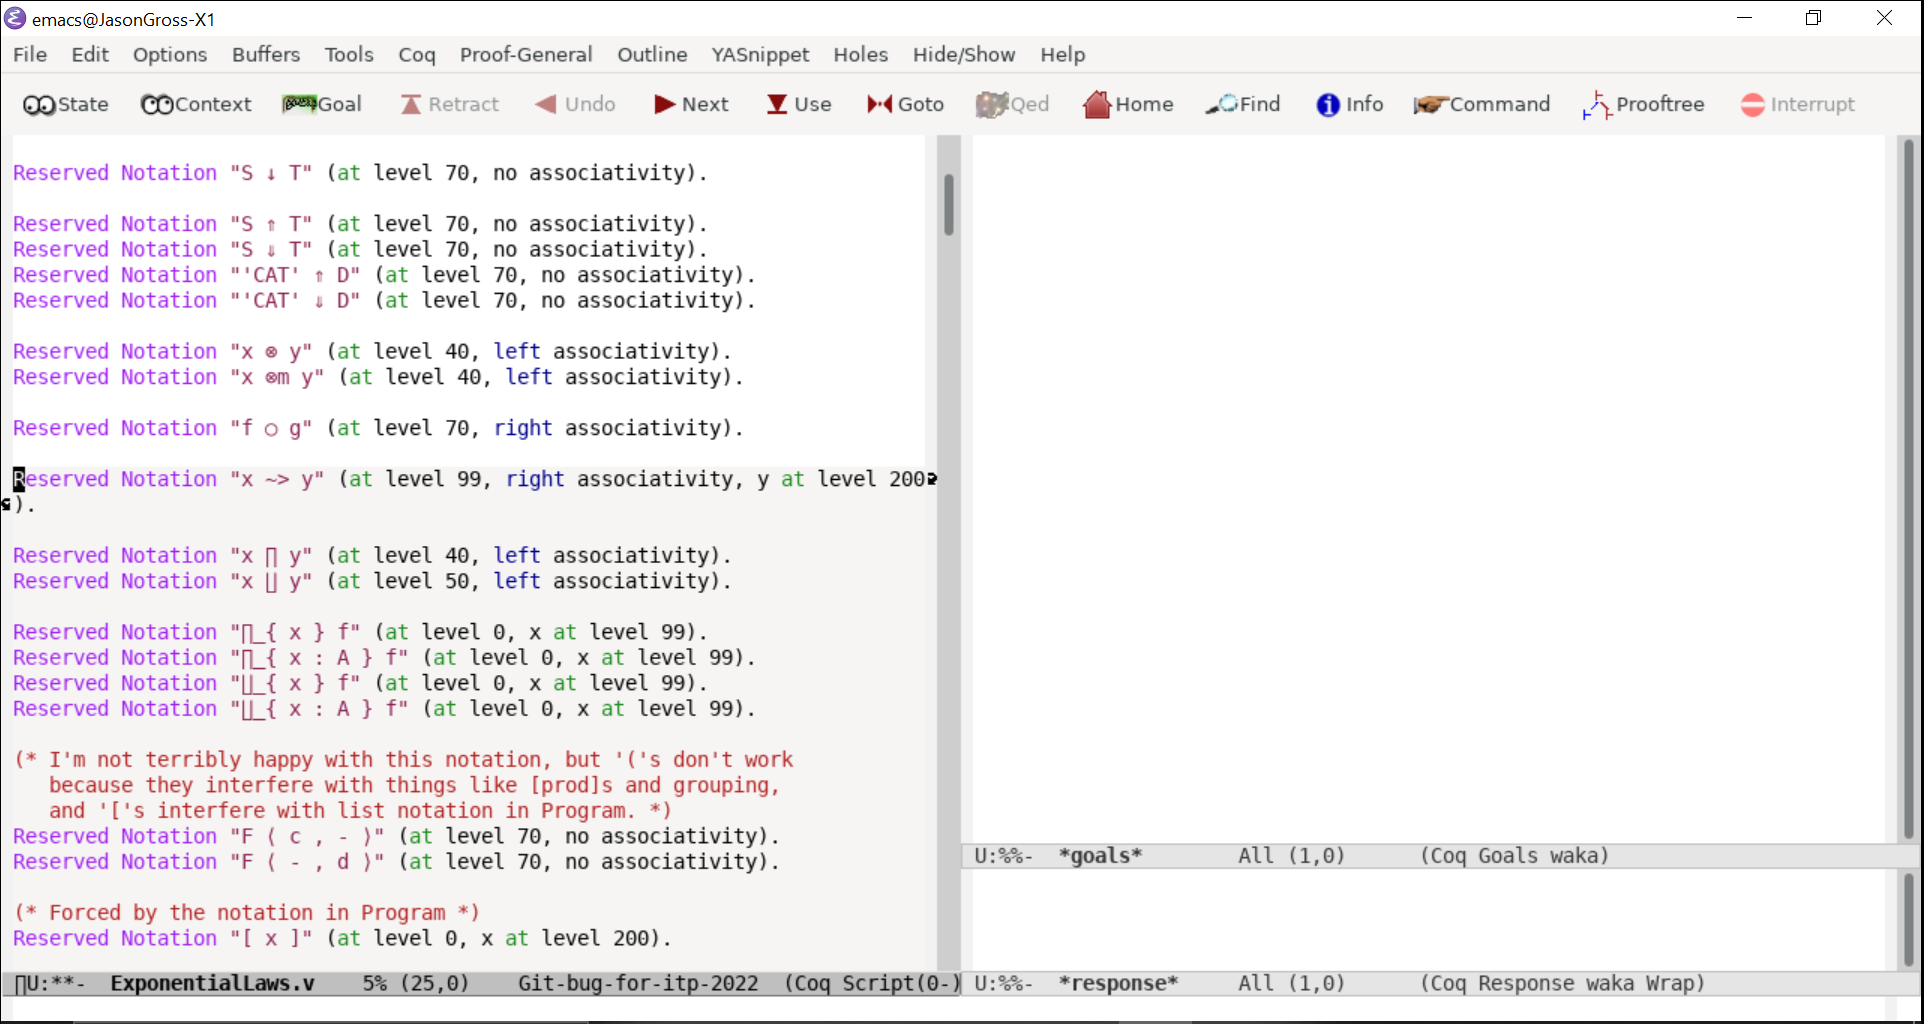 emacs@JasonGross-X1
File Edit Options Buffers Tools Coq Proof-General Outline YASnippet Holes Hide/Show Help
State Context Goal Retract Undo Next Use Goto Qed Home Find Info Command Prooftree Interrupt
Reserved Notation "S ↓ T" (at level 70, no associativity).
Reserved Notation "S ⇑ T" (at level 70, no associativity).
Reserved Notation "S ⇓ T" (at level 70, no associativity).
Reserved Notation "'CAT' ⇑ D" (at level 70, no associativity).
Reserved Notation "'CAT' ⇓ D" (at level 70, no associativity).
Reserved Notation "x ⊗ y" (at level 40, left associativity).
Reserved Notation "x ⊗m y" (at level 40, left associativity).
Reserved Notation "f ○ g" (at level 70, right associativity).
Reserved Notation "x ~> y" (at level 99, right associativity, y at level 200
).
Reserved Notation "x ∏ y" (at level 40, left associativity).
Reserved Notation "x ∐ y" (at level 50, left associativity).
Reserved Notation "∏_{ x } f" (at level 0, x at level 99).
Reserved Notation "∏_{ x : A } f" (at level 0, x at level 99).
Reserved Notation "∐_{ x } f" (at level 0, x at level 99).
Reserved Notation "∐_{ x : A } f" (at level 0, x at level 99).
(* I'm not terribly happy with this notation, but '('s don't work
because they interfere with things like [prod]s and grouping,
and '['s interfere with list notation in Program. *)
Reserved Notation "F ⟨ c , - ⟩" (at level 70, no associativity).
Reserved Notation "F ⟨ - , d ⟩" (at level 70, no associativity).
(* Forced by the notation in Program *)
Reserved Notation "[ x ]" (at level 0, x at level 200).
∏U:**- ExponentialLaws.v 5% (25,0) Git-bug-for-itp-2022 (Coq Script(0-)
U:%%- *goals* All (1,0) (Coq Goals waka)
U:%%- *response* All (1,0) (Coq Response waka Wrap)